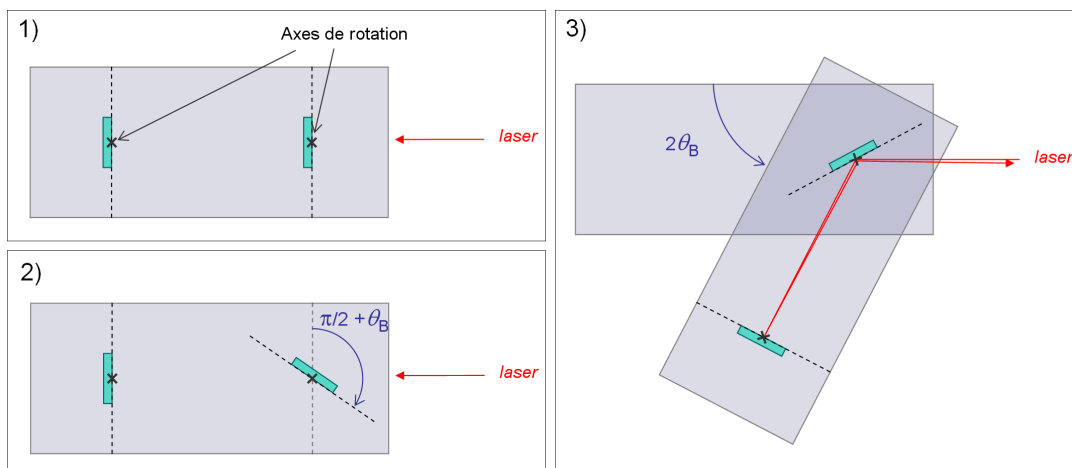 1)
Axes de rotation
laser
2)
π/2 + θB
laser
3)
2θB
laser